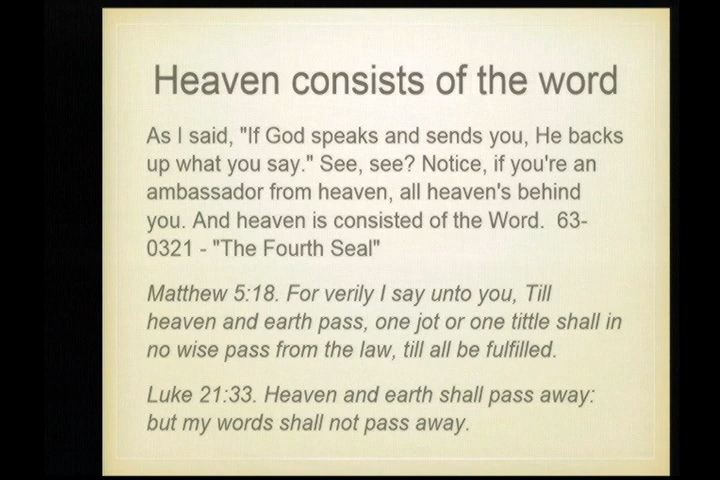 Heaven consists of the word
As I said, "If God speaks and sends you, He backs
up what you say." See, see? Notice, if you're an
ambassador from heaven, all heaven's behind
you. And heaven is consisted of the Word.  63-
0321 - "The Fourth Seal"
Matthew 5:18. For verily I say unto you, Till
heaven and earth pass, one jot or one tittle shall in
no wise pass from the law, till all be fulfilled.
Luke 21:33. Heaven and earth shall pass away:
but my words shall not pass away.